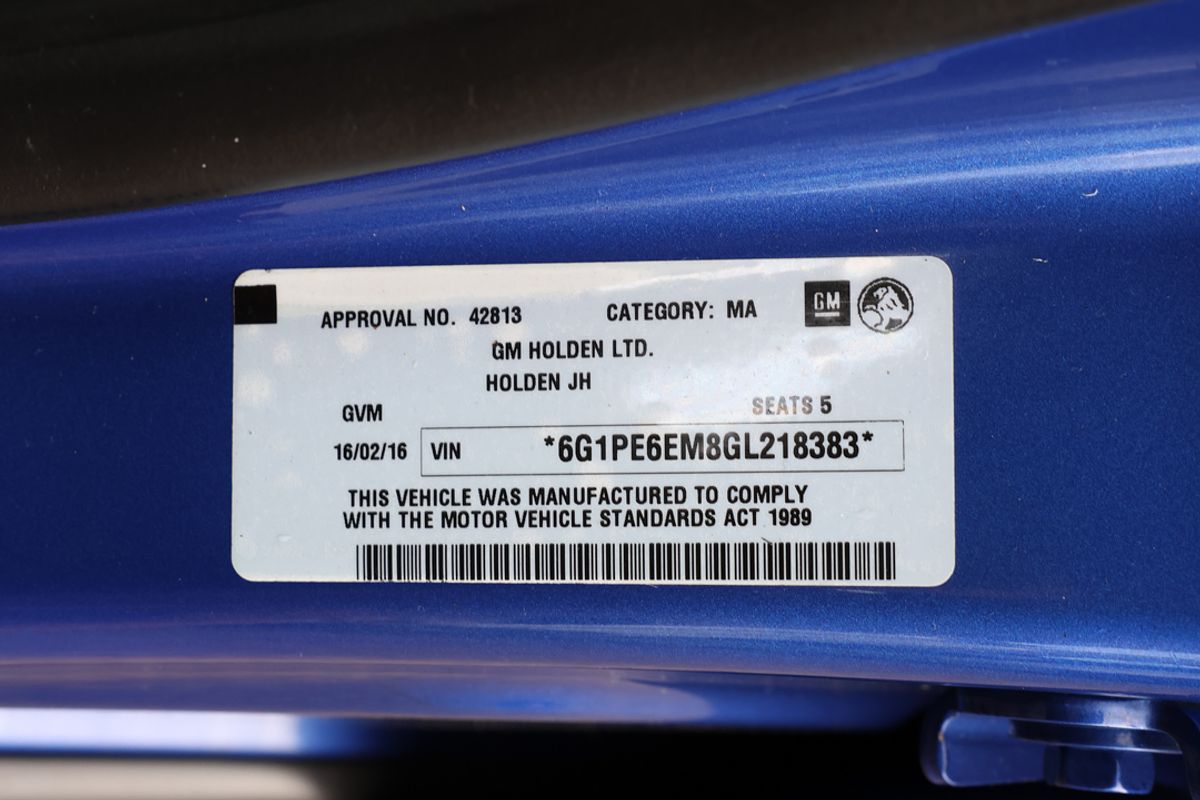 APPROVAL NO. 42813 CATEGORY: MA GM
GM HOLDEN LTD.
HOLDEN JH
GVM SEATS 5
16/02/16 VIN *6G1PE6EM8GL218383*
THIS VEHICLE WAS MANUFACTURED TO COMPLY
WITH THE MOTOR VEHICLE STANDARDS ACT 1989